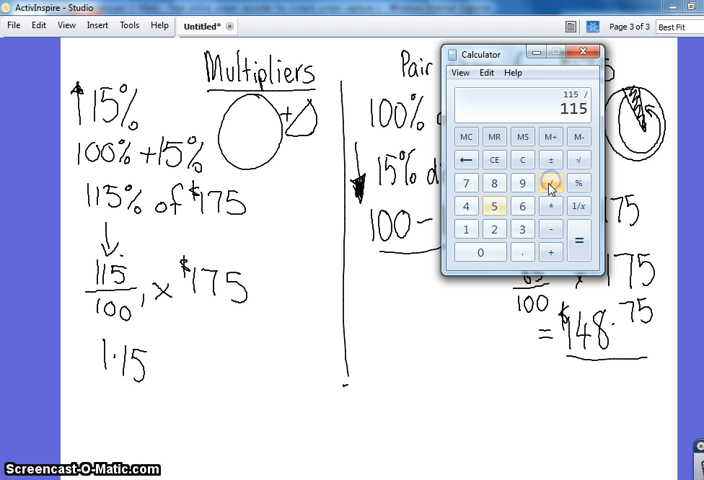 ActivInspire - Studio
File Edit View Insert Tools Help Untitled* Page 3 of 3 Best Fit
Multipliers
↑15%
100% + 15%
115% of $175
115
100
, x $175
1.15
Pair
100%
15% d
100 -
75
175
x 175
100
= $148.75
Calculator
View Edit Help
115 /
115
MC MR MS M+ M-
← CE C ± √
7 8 9 / %
4 5 6 * 1/x
1 2 3 - =
0 . +
Screencast-O-Matic.com